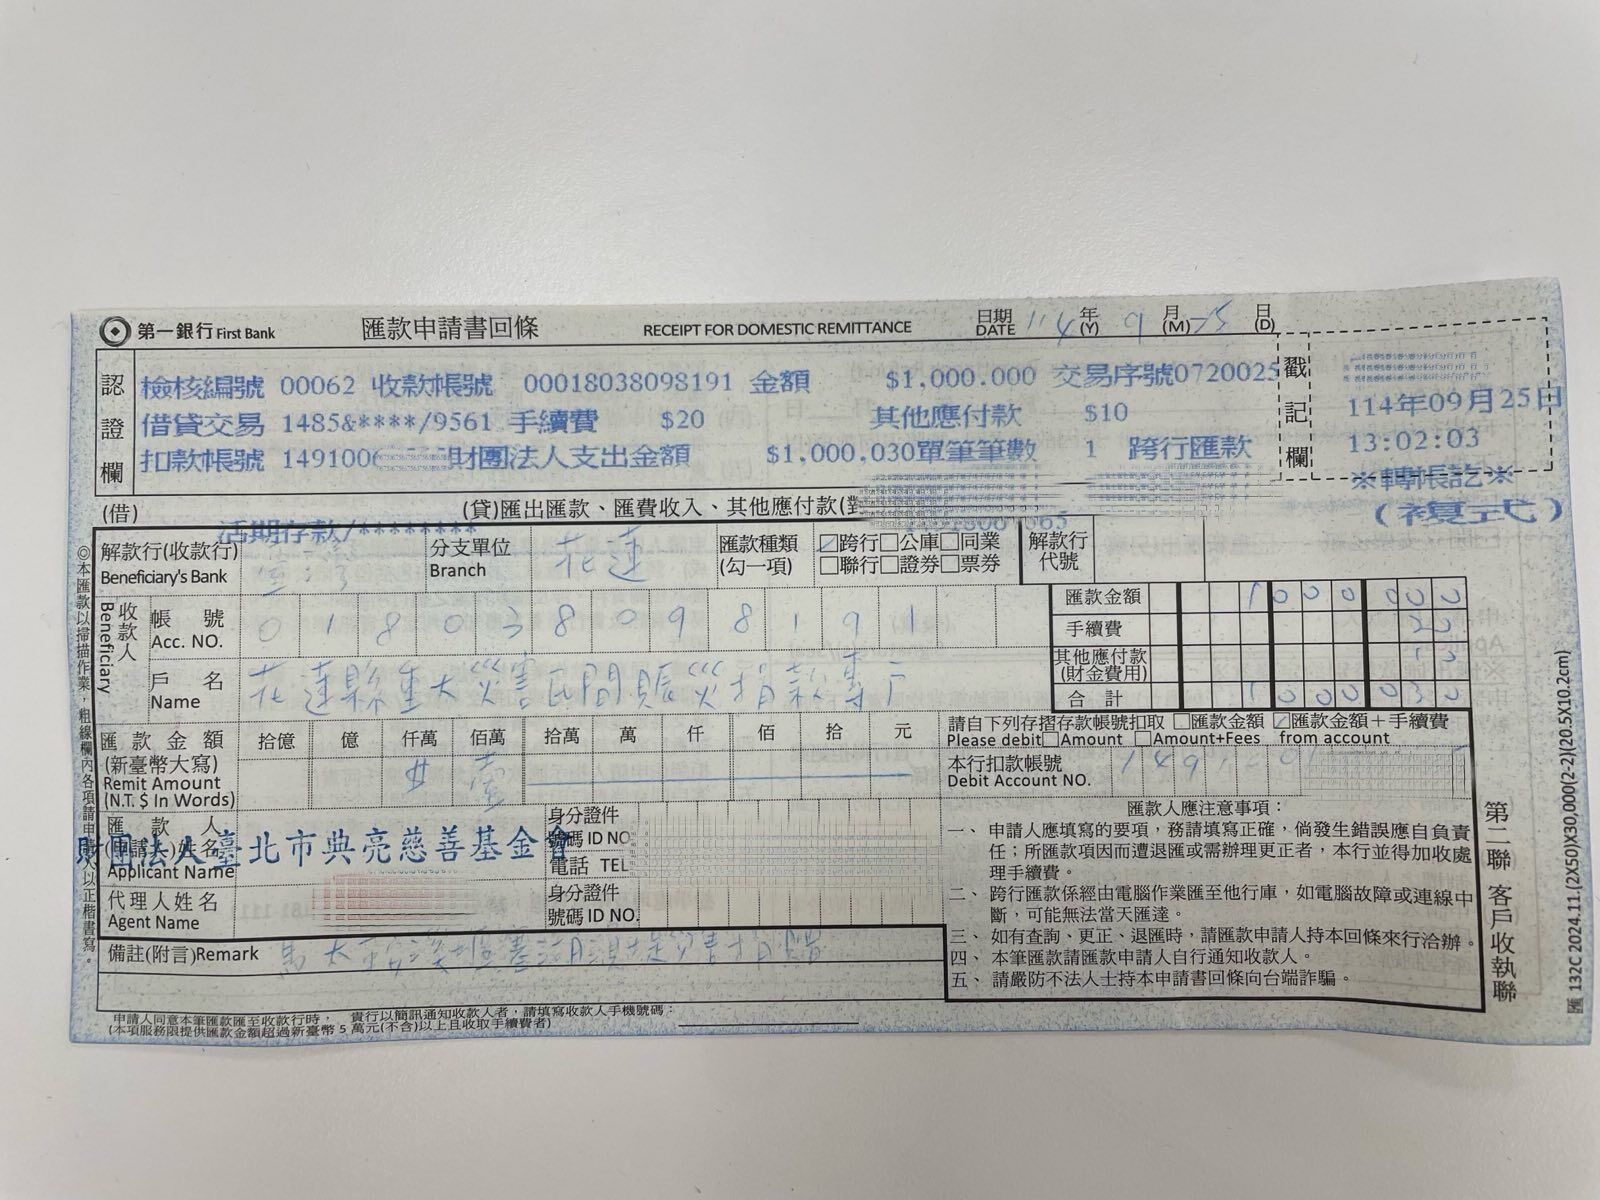 第一銀行 First Bank 匯款申請書回條 RECEIPT FOR DOMESTIC REMITTANCE 日期 DATE 114 年(Y) 9 月(M) 25 日(D)
認證欄
檢核編號 00062 收款帳號 00018038098191 金額 $1,000.000 交易序號0720025
借貸交易 1485&****/9561 手續費 $20 其他應付款 $10
扣款帳號 149100 財團法人支出金額 $1,000,030單筆筆數 1 跨行匯款
戳記欄
114年09月25日
13:02:03
※轉帳訖※
(複式)
(借) (貸)匯出匯款、匯費收入、其他應付款(對
活期存款/********
解款行(收款行) Beneficiary's Bank
分支單位 Branch 花蓮
匯款種類 (勾一項) ☑跨行□公庫□同業
□聯行□證券□票券
解款行代號
收款人 Beneficiary
帳號 Acc. NO. 018038098191
戶名 Name 花蓮縣重大災害民間賑災捐款專戶
匯款金額 1000000
手續費 20
其他應付款 (財金費用) 10
合計 1000030
匯款金額 (新臺幣大寫) Remit Amount (N.T. $ In Words)
拾億 億 仟萬 佰萬 拾萬 萬 仟 佰 拾 元
壹
請自下列存摺存款帳號扣取 □匯款金額 ☑匯款金額＋手續費
Please debit□Amount □Amount+Fees from account
本行扣款帳號 Debit Account NO.
匯款人 (申請人)姓名 Applicant Name
財團法人臺北市典亮慈善基金會
身分證件號碼 ID NO.
電話 TEL
代理人姓名 Agent Name
身分證件號碼 ID NO.
備註(附言)Remark
匯款人應注意事項：
一、申請人應填寫的要項，務請填寫正確，倘發生錯誤應自負責
任；所匯款項因而遭退匯或需辦理更正者，本行並得加收處
理手續費。
二、跨行匯款係經由電腦作業匯至他行庫，如電腦故障或連線中
斷，可能無法當天匯達。
三、如有查詢、更正、退匯時，請匯款申請人持本回條來行洽辦。
四、本筆匯款請匯款申請人自行通知收款人。
五、請嚴防不法人士持本申請書回條向台端詐騙。
申請人同意本筆匯款匯至收款行時， 貴行以簡訊通知收款人者，請填寫收款人手機號碼：
(本項服務限提供匯款金額超過新臺幣 5 萬元(不含)以上且收取手續費者)
◎本匯款以掃描作業，粗線欄內各項請申請人以正楷書寫。
第二聯 客戶收執聯
匯 132C 2024.11.(2X50)X30,000(2-2)(20.5X10.2cm)